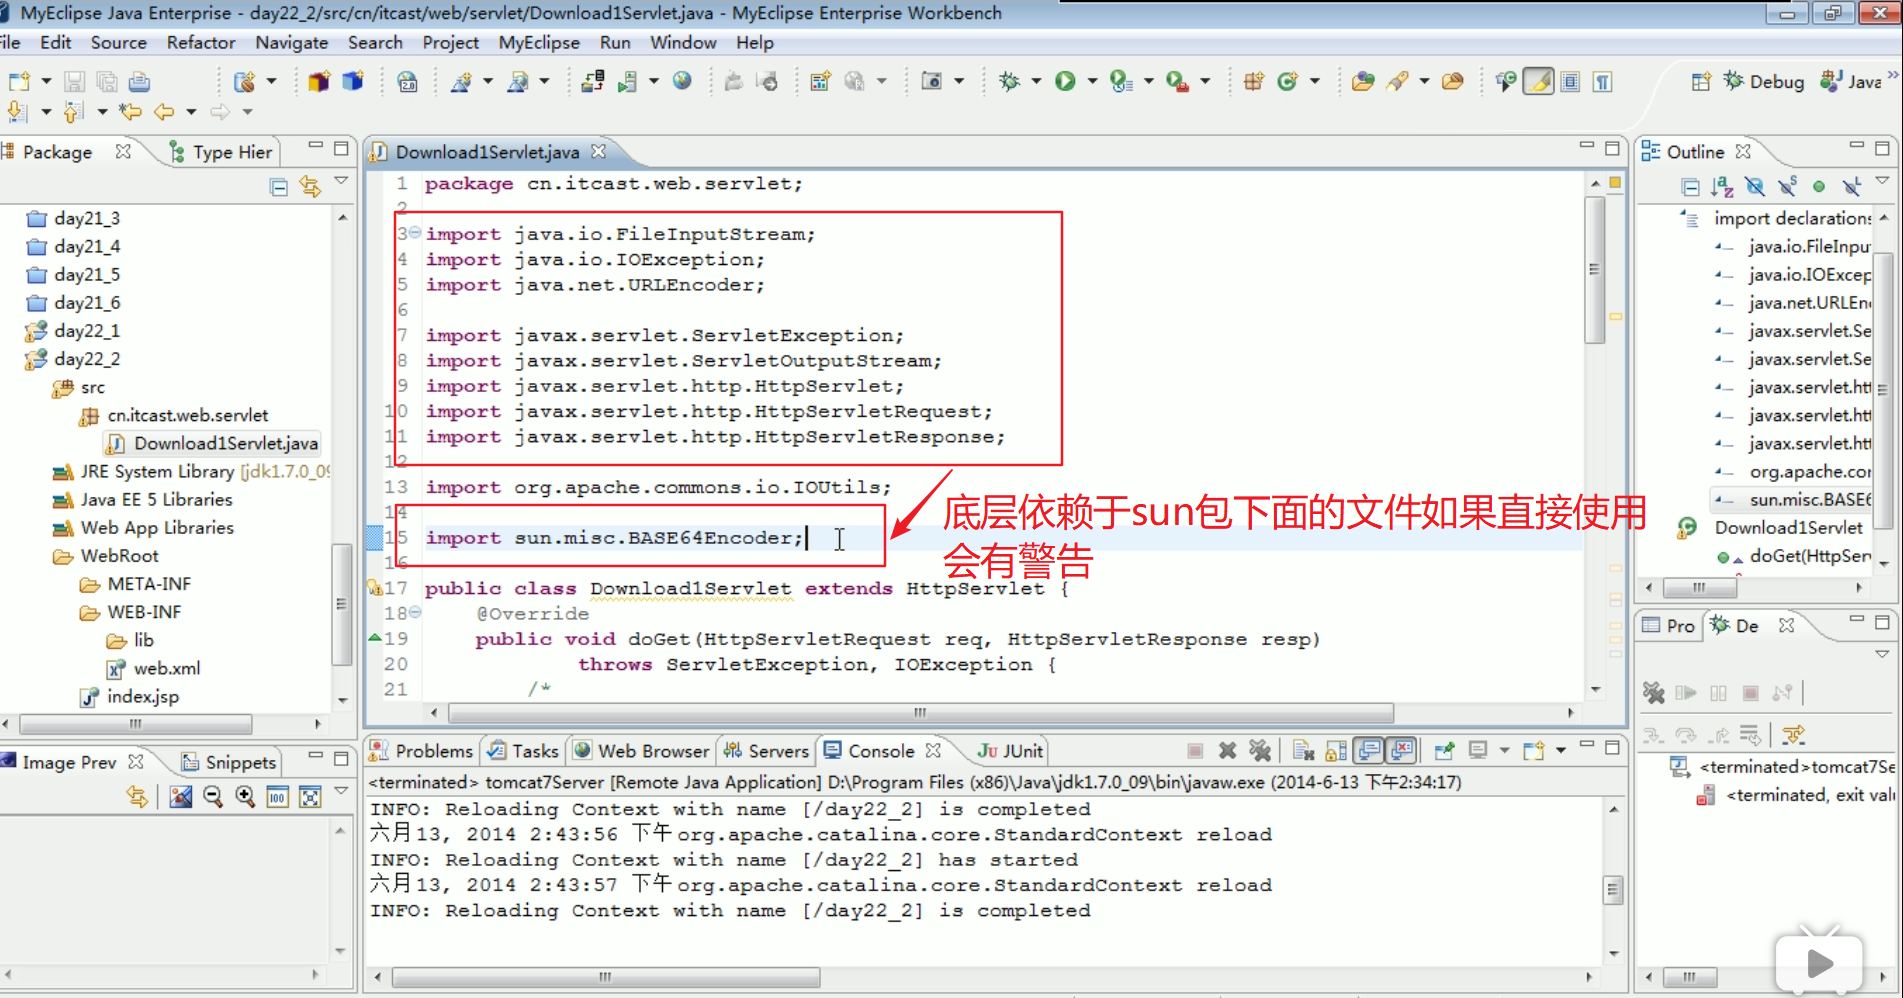 MyEclipse Java Enterprise - day22_2/src/cn/itcast/web/servlet/Download1Servlet.java - MyEclipse Enterprise Workbench
File Edit Source Refactor Navigate Search Project MyEclipse Run Window Help
Debug Java
Package Type Hier
day21_3
day21_4
day21_5
day21_6
day22_1
day22_2
src
cn.itcast.web.servlet
Download1Servlet.java
JRE System Library [jdk1.7.0_09
Java EE 5 Libraries
Web App Libraries
WebRoot
META-INF
WEB-INF
lib
web.xml
index.jsp
Image Prev Snippets
Download1Servlet.java
1 package cn.itcast.web.servlet;
2
3 import java.io.FileInputStream;
4 import java.io.IOException;
5 import java.net.URLEncoder;
6
7 import javax.servlet.ServletException;
8 import javax.servlet.ServletOutputStream;
9 import javax.servlet.http.HttpServlet;
10 import javax.servlet.http.HttpServletRequest;
11 import javax.servlet.http.HttpServletResponse;
12
13 import org.apache.commons.io.IOUtils;
14
15 import sun.misc.BASE64Encoder;
16
17 public class Download1Servlet extends HttpServlet {
18 @Override
19 public void doGet(HttpServletRequest req, HttpServletResponse resp)
20 throws ServletException, IOException {
21 /*
底层依赖于sun包下面的文件如果直接使用
会有警告
Outline
import declarations
java.io.FileInpu
java.io.IOExcep
java.net.URLEn
javax.servlet.Se
javax.servlet.Se
javax.servlet.htt
javax.servlet.htt
javax.servlet.htt
org.apache.cor
sun.misc.BASE6
Download1Servlet
doGet(HttpSer
Pro De
<terminated>tomcat7Se
<terminated, exit val
Problems Tasks Web Browser Servers Console JUnit
<terminated> tomcat7Server [Remote Java Application] D:\Program Files (x86)\Java\jdk1.7.0_09\bin\javaw.exe (2014-6-13 下午2:34:17)
INFO: Reloading Context with name [/day22_2] is completed
六月 13, 2014 2:43:56 下午 org.apache.catalina.core.StandardContext reload
INFO: Reloading Context with name [/day22_2] has started
六月 13, 2014 2:43:57 下午 org.apache.catalina.core.StandardContext reload
INFO: Reloading Context with name [/day22_2] is completed